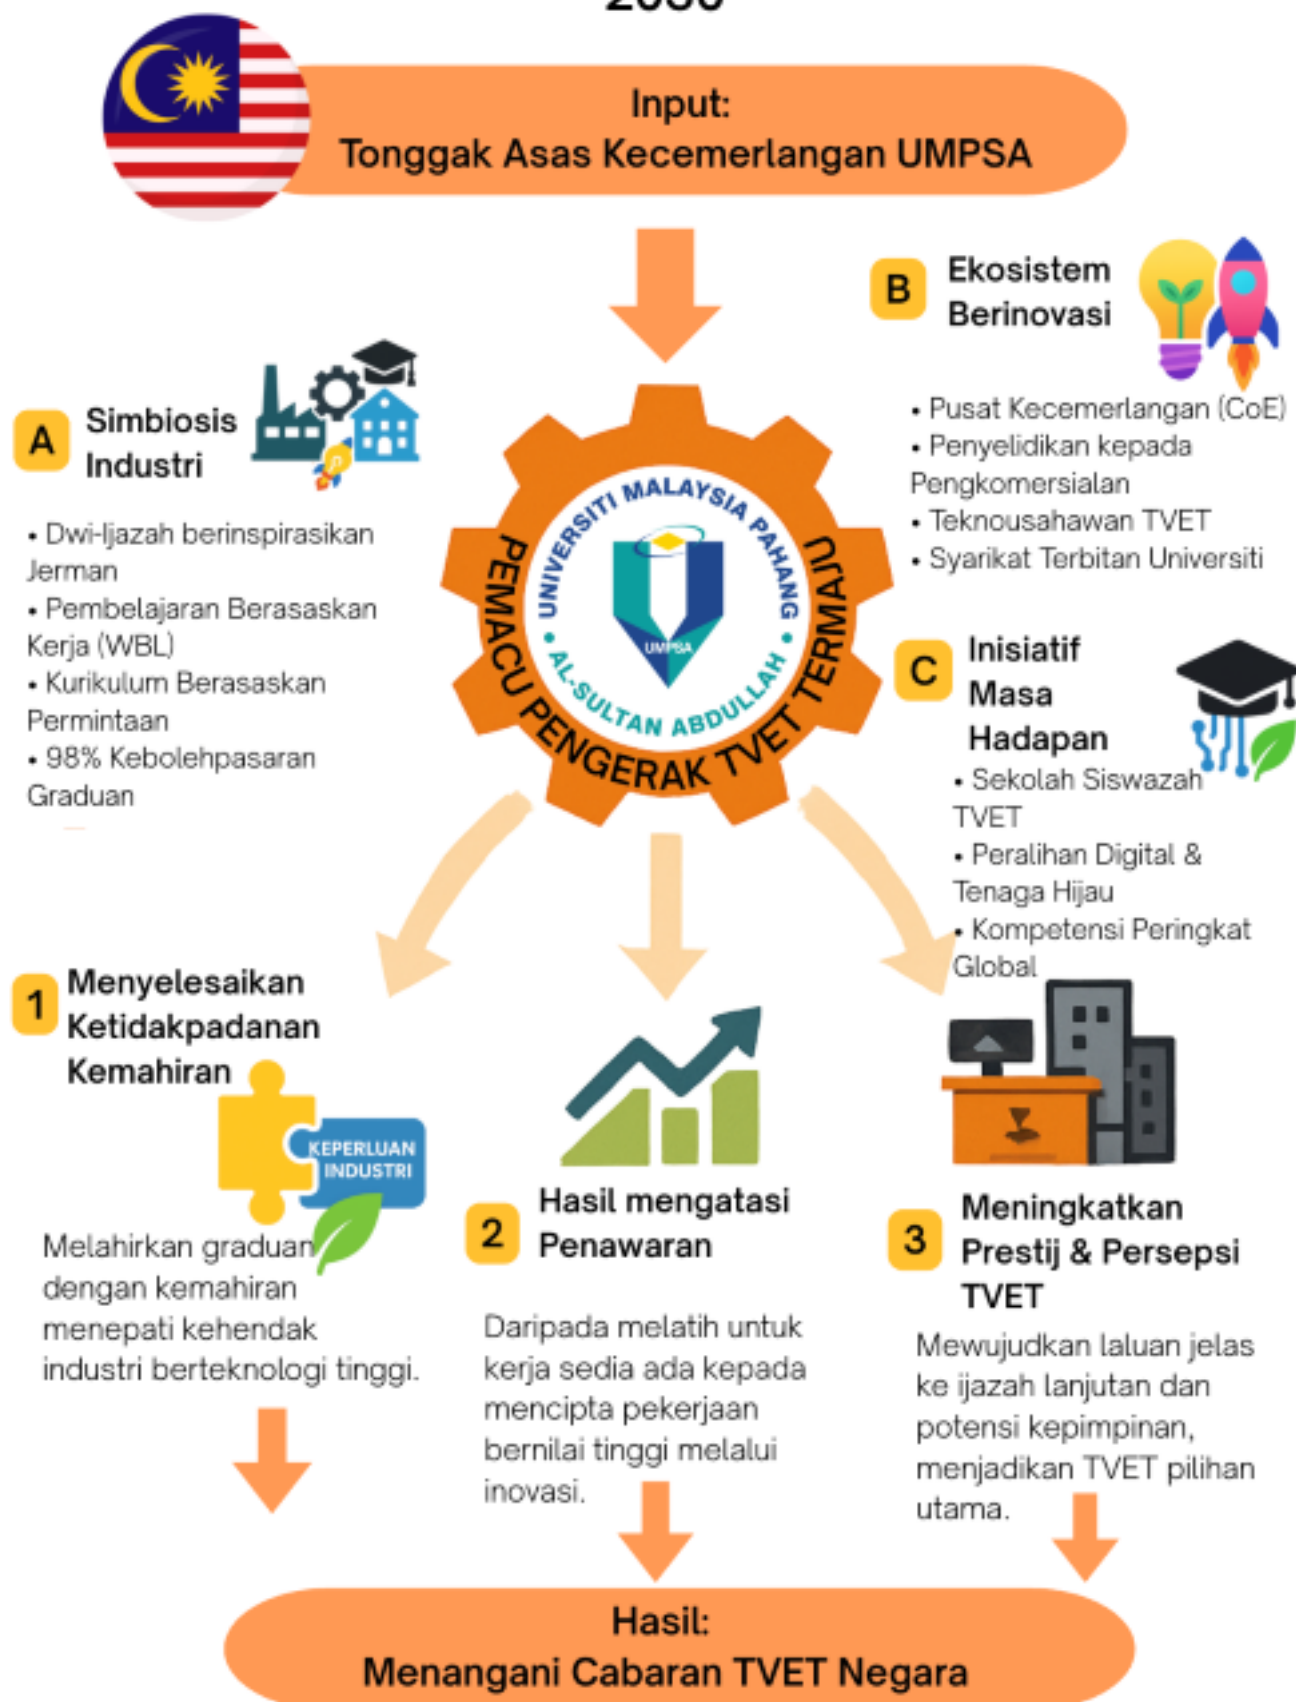 2030
Input:
Tonggak Asas Kecemerlangan UMPSA
A
Simbiosis
Industri
• Dwi-Ijazah berinspirasikan
Jerman
• Pembelajaran Berasaskan
Kerja (WBL)
• Kurikulum Berasaskan
Permintaan
• 98% Kebolehpasaran
Graduan
B
Ekosistem
Berinovasi
• Pusat Kecemerlangan (CoE)
• Penyelidikan kepada
Pengkomersialan
• Teknousahawan TVET
• Syarikat Terbitan Universiti
C
Inisiatif
Masa
Hadapan
• Sekolah Siswazah
TVET
• Peralihan Digital &
Tenaga Hijau
• Kompetensi Peringkat
Global
UNIVERSITI MALAYSIA PAHANG
• AL-SULTAN ABDULLAH •
UMPSA
PEMACU PENGERAK TVET TERMAJU
1
Menyelesaikan
Ketidakpadanan
Kemahiran
KEPERLUAN
INDUSTRI
Melahirkan graduan
dengan kemahiran
menepati kehendak
industri berteknologi tinggi.
2
Hasil mengatasi
Penawaran
Daripada melatih untuk
kerja sedia ada kepada
mencipta pekerjaan
bernilai tinggi melalui
inovasi.
3
Meningkatkan
Prestij & Persepsi
TVET
Mewujudkan laluan jelas
ke ijazah lanjutan dan
potensi kepimpinan,
menjadikan TVET pilihan
utama.
Hasil:
Menangani Cabaran TVET Negara